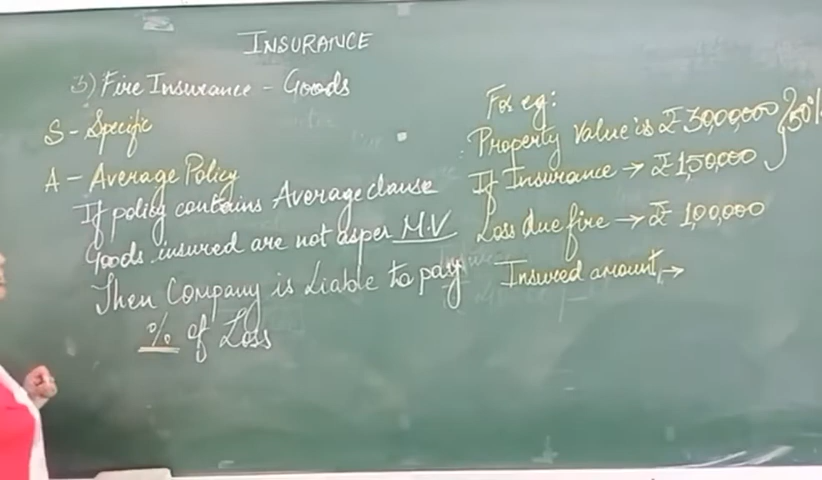 INSURANCE
3) Fire Insurance - Goods
S - Specific
A - Average Policy
If policy contains Average clause
Goods insured are not as per M.V
Then Company is Liable to pay
% of Loss
For eg:
Property Value is ₹ 3,00,000
If Insurance → ₹ 1,50,000
50%
Loss due fire → ₹ 1,00,000
Insured amount, →